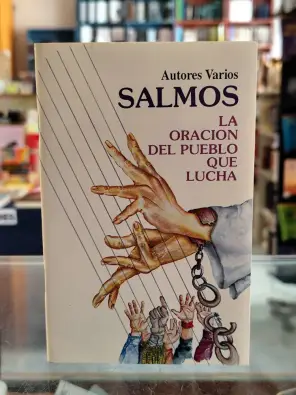 Autores Varios
SALMOS
LA
ORACION
DEL PUEBLO
QUE
LUCHA